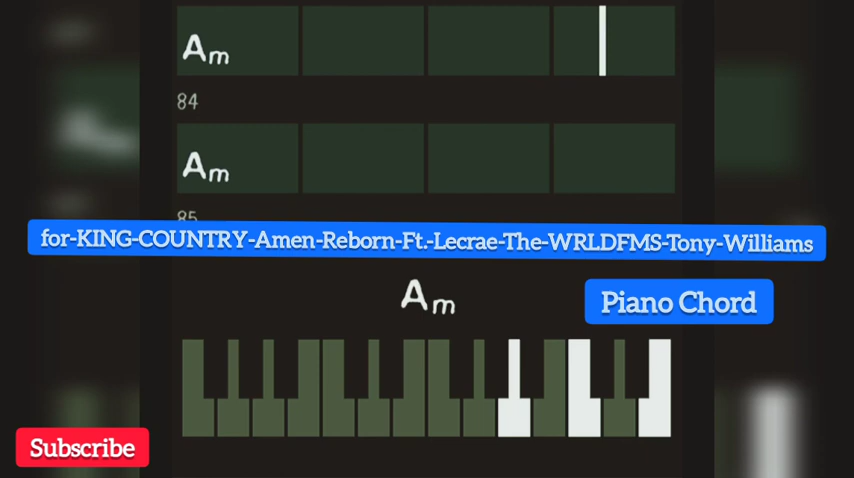 Am
84
Am
85
for-KING-COUNTRY-Amen-Reborn-Ft.-Lecrae-The-WRLDFMS-Tony-Williams
Am
Piano Chord
Subscribe